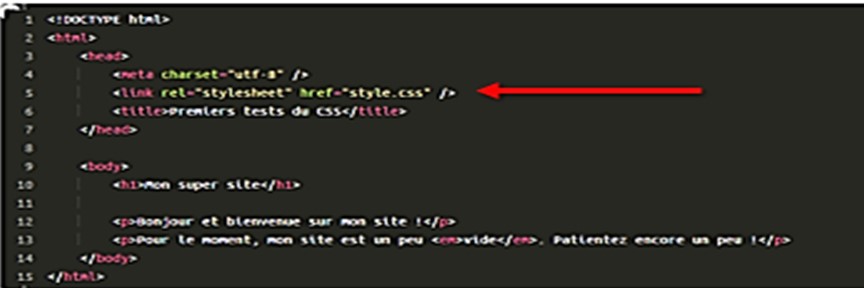 1 <!DOCTYPE html>
2 <html>
3 <head>
4 <meta charset="utf-8" />
5 <link rel="stylesheet" href="style.css" />
6 <title>Premiers tests du CSS</title>
7 </head>
8
9 <body>
10 <h1>Mon super site</h1>
11
12 <p>Bonjour et bienvenue sur mon site !</p>
13 <p>Pour le moment, mon site est un peu <em>vide</em>. Patientez encore un peu !</p>
14 </body>
15 </html>